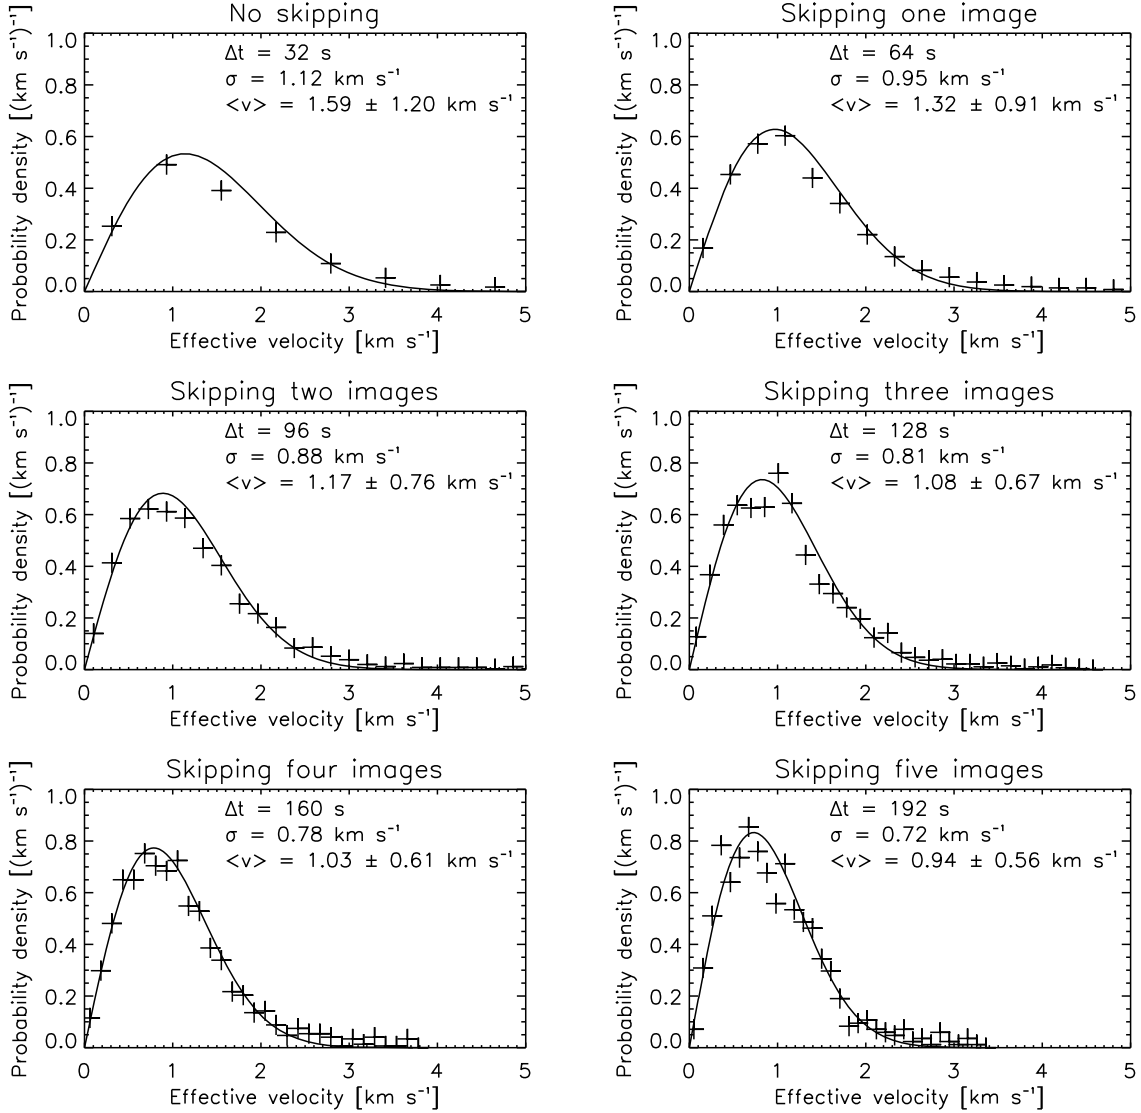 No skipping
Δt = 32 s
σ = 1.12 km s⁻¹
<v> = 1.59 ± 1.20 km s⁻¹
Probability density [(km s⁻¹)⁻¹]
1.0
0.8
0.6
0.4
0.2
0.0
0 1 2 3 4 5
Effective velocity [km s⁻¹]
Skipping one image
Δt = 64 s
σ = 0.95 km s⁻¹
<v> = 1.32 ± 0.91 km s⁻¹
Probability density [(km s⁻¹)⁻¹]
1.0
0.8
0.6
0.4
0.2
0.0
0 1 2 3 4 5
Effective velocity [km s⁻¹]
Skipping two images
Δt = 96 s
σ = 0.88 km s⁻¹
<v> = 1.17 ± 0.76 km s⁻¹
Probability density [(km s⁻¹)⁻¹]
1.0
0.8
0.6
0.4
0.2
0.0
0 1 2 3 4 5
Effective velocity [km s⁻¹]
Skipping three images
Δt = 128 s
σ = 0.81 km s⁻¹
<v> = 1.08 ± 0.67 km s⁻¹
Probability density [(km s⁻¹)⁻¹]
1.0
0.8
0.6
0.4
0.2
0.0
0 1 2 3 4 5
Effective velocity [km s⁻¹]
Skipping four images
Δt = 160 s
σ = 0.78 km s⁻¹
<v> = 1.03 ± 0.61 km s⁻¹
Probability density [(km s⁻¹)⁻¹]
1.0
0.8
0.6
0.4
0.2
0.0
0 1 2 3 4 5
Effective velocity [km s⁻¹]
Skipping five images
Δt = 192 s
σ = 0.72 km s⁻¹
<v> = 0.94 ± 0.56 km s⁻¹
Probability density [(km s⁻¹)⁻¹]
1.0
0.8
0.6
0.4
0.2
0.0
0 1 2 3 4 5
Effective velocity [km s⁻¹]